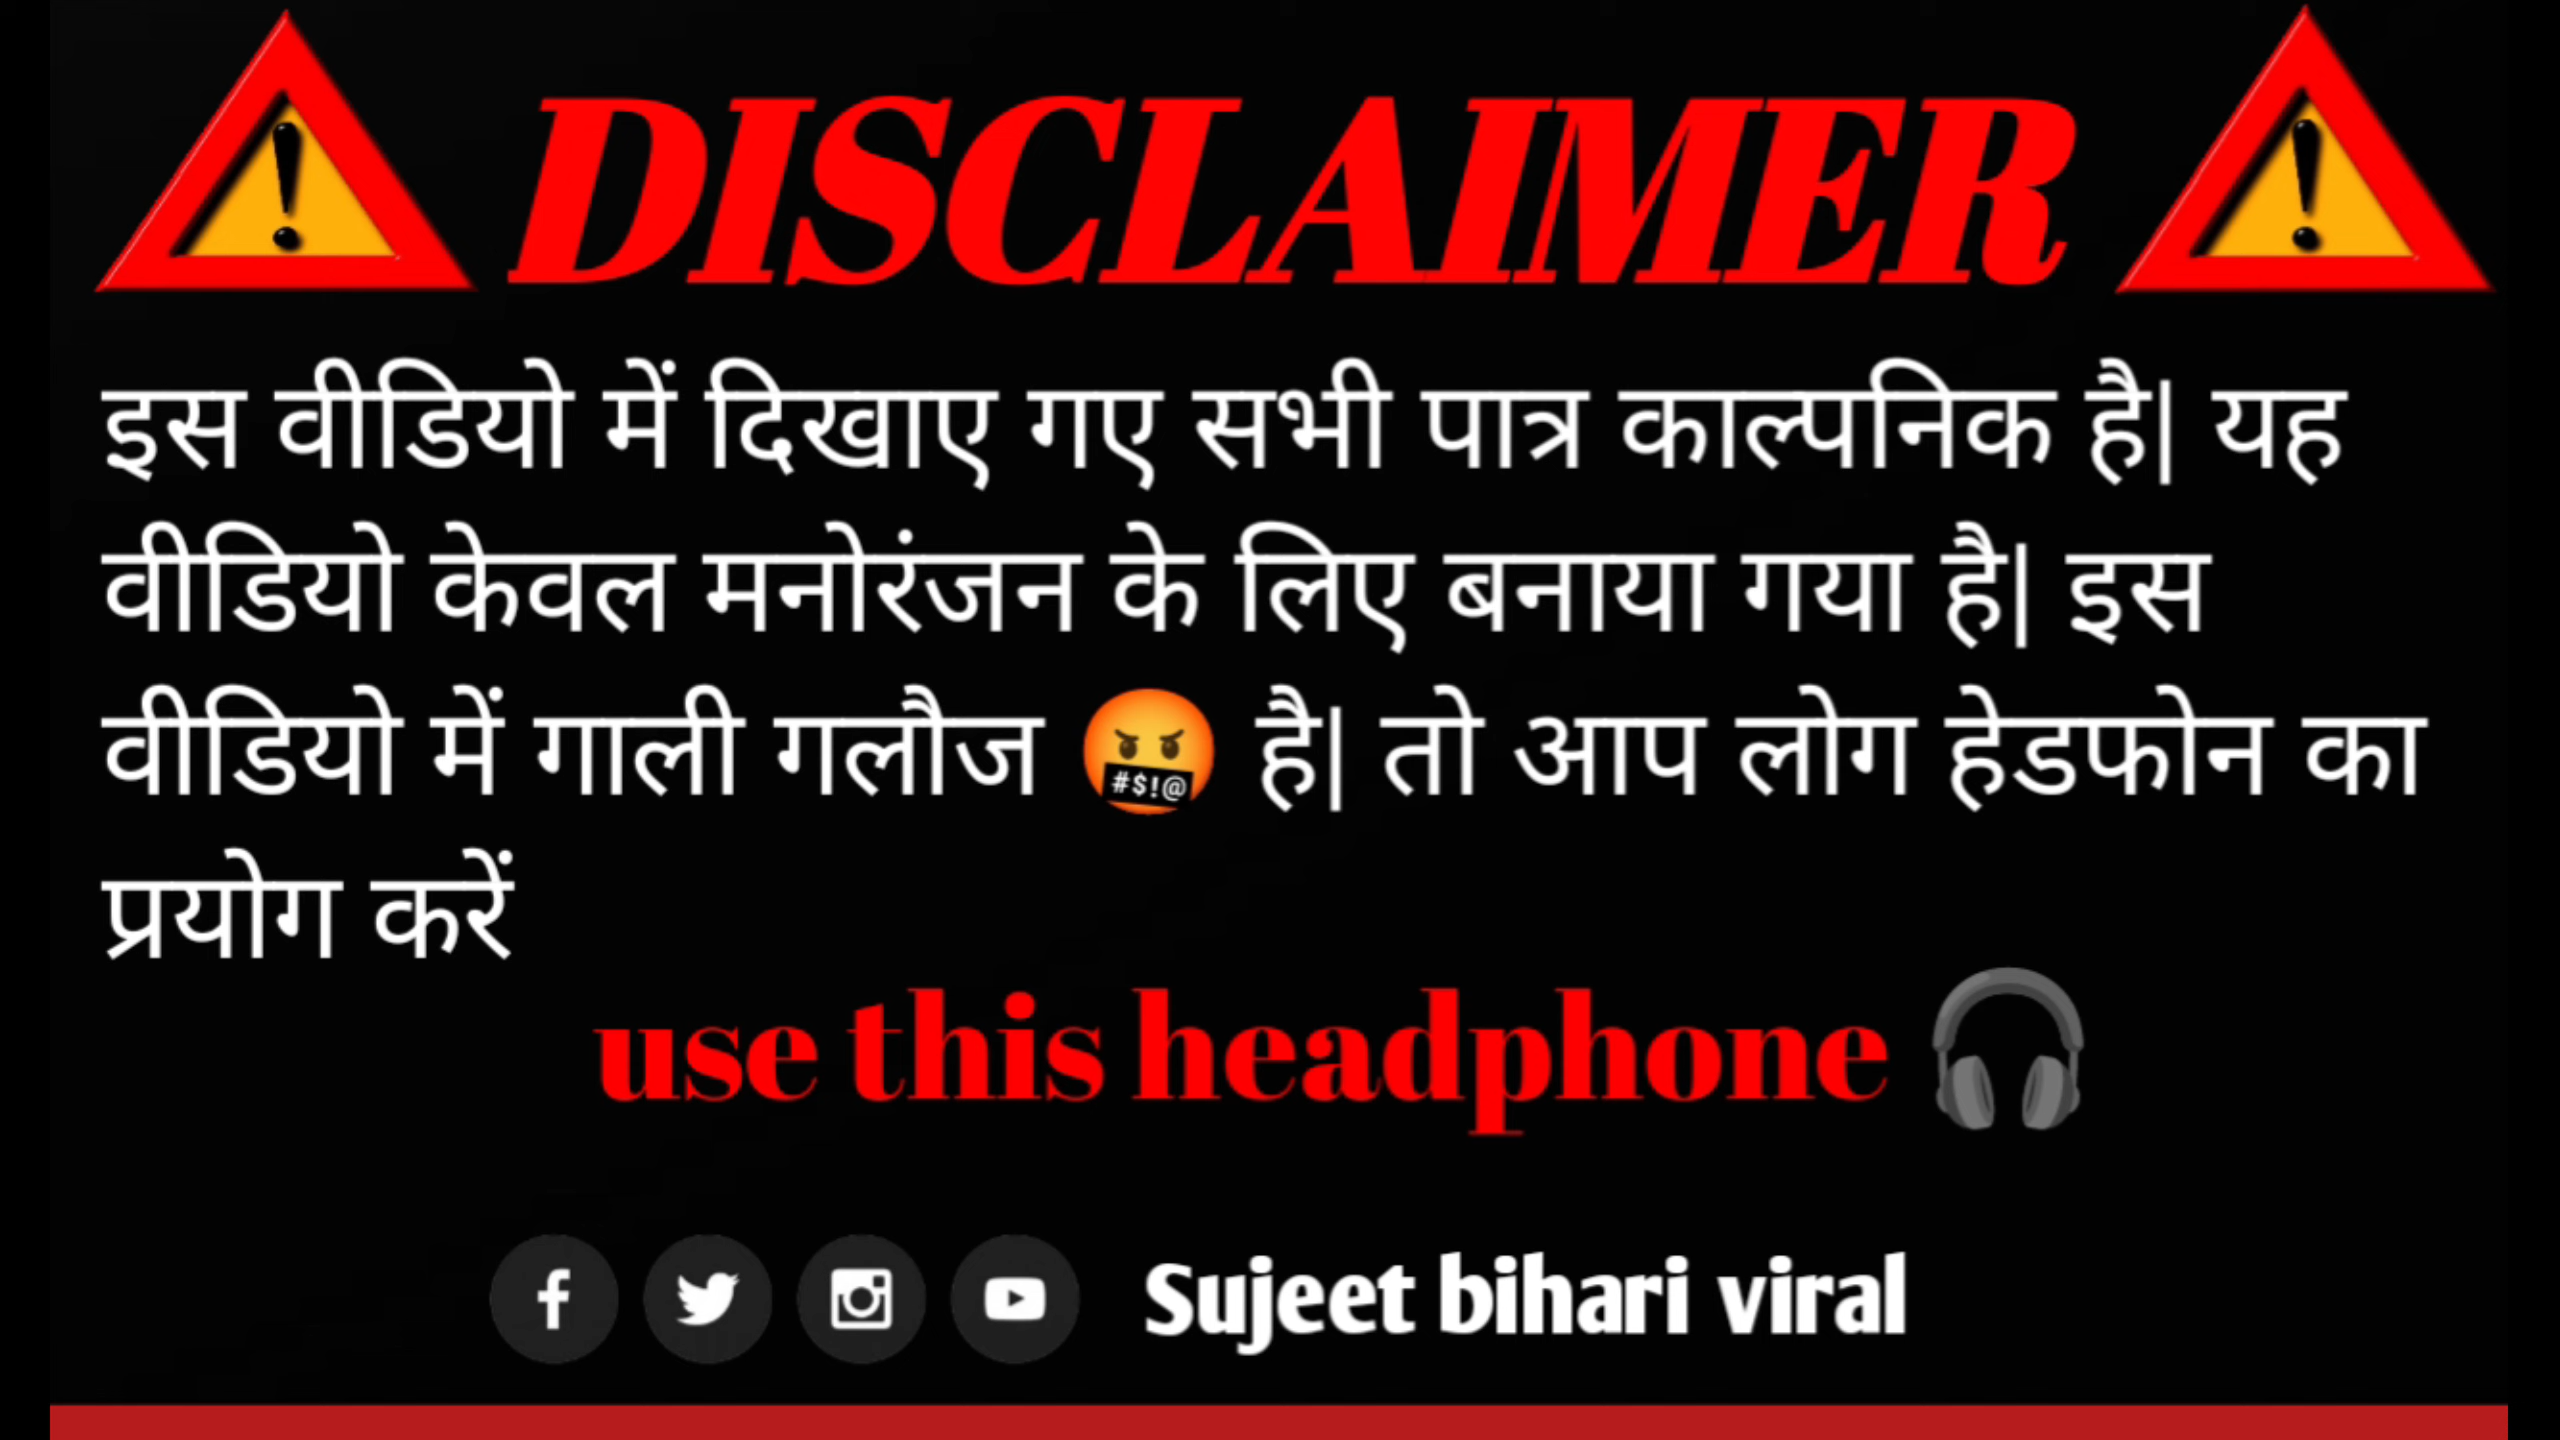 DISCLAIMER
इस वीडियो में दिखाए गए सभी पात्र काल्पनिक है| यह
वीडियो केवल मनोरंजन के लिए बनाया गया है| इस
वीडियो में गाली गलौज 🤬 है| तो आप लोग हेडफोन का
प्रयोग करें
use this headphone 🎧
Sujeet bihari viral